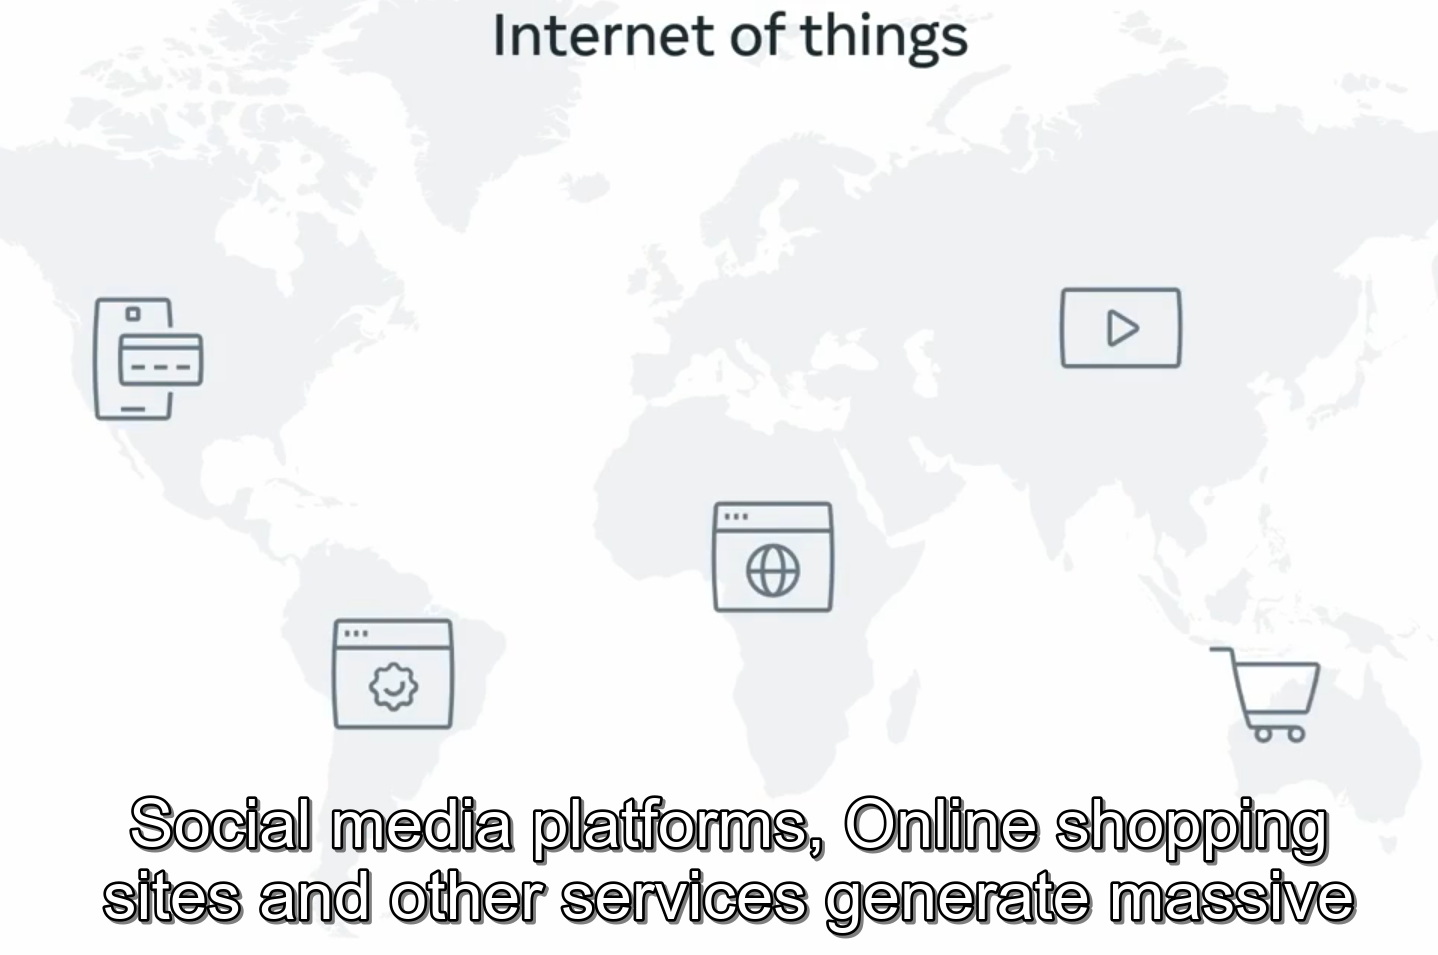 Internet of things
Social media platforms, Online shopping
sites and other services generate massive